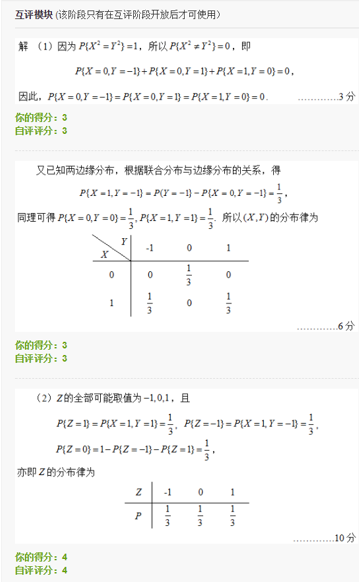 互评模块 (该阶段只有在互评阶段开放后才可使用)
解 （1）因为P{X²=Y²}=1，所以P{X²≠Y²}=0，即
P{X=0,Y=−1}+P{X=0,Y=1}+P{X=1,Y=0}=0，
因此，P{X=0,Y=−1}=P{X=0,Y=1}=P{X=1,Y=0}=0． …………3 分
你的得分：3
自评评分：3
又已知两边缘分布，根据联合分布与边缘分布的关系，得
P{X=1,Y=−1}=P{Y=−1}−P{X=0,Y=−1}=1/3，
同理可得P{X=0,Y=0}=1/3, P{X=1,Y=1}=1/3. 所以(X,Y)的分布律为
Y -1 0 1
X
0 0 1/3 0
1 1/3 0 1/3
…………6 分
你的得分：3
自评评分：3
（2）Z的全部可能取值为−1,0,1，且
P{Z=1}=P{X=1,Y=1}=1/3, P{Z=−1}=P{X=1,Y=−1}=1/3,
P{Z=0}=1−P{Z=−1}−P{Z=1}=1/3，
亦即Z的分布律为
Z -1 0 1
P 1/3 1/3 1/3
…………10 分
你的得分：4
自评评分：4